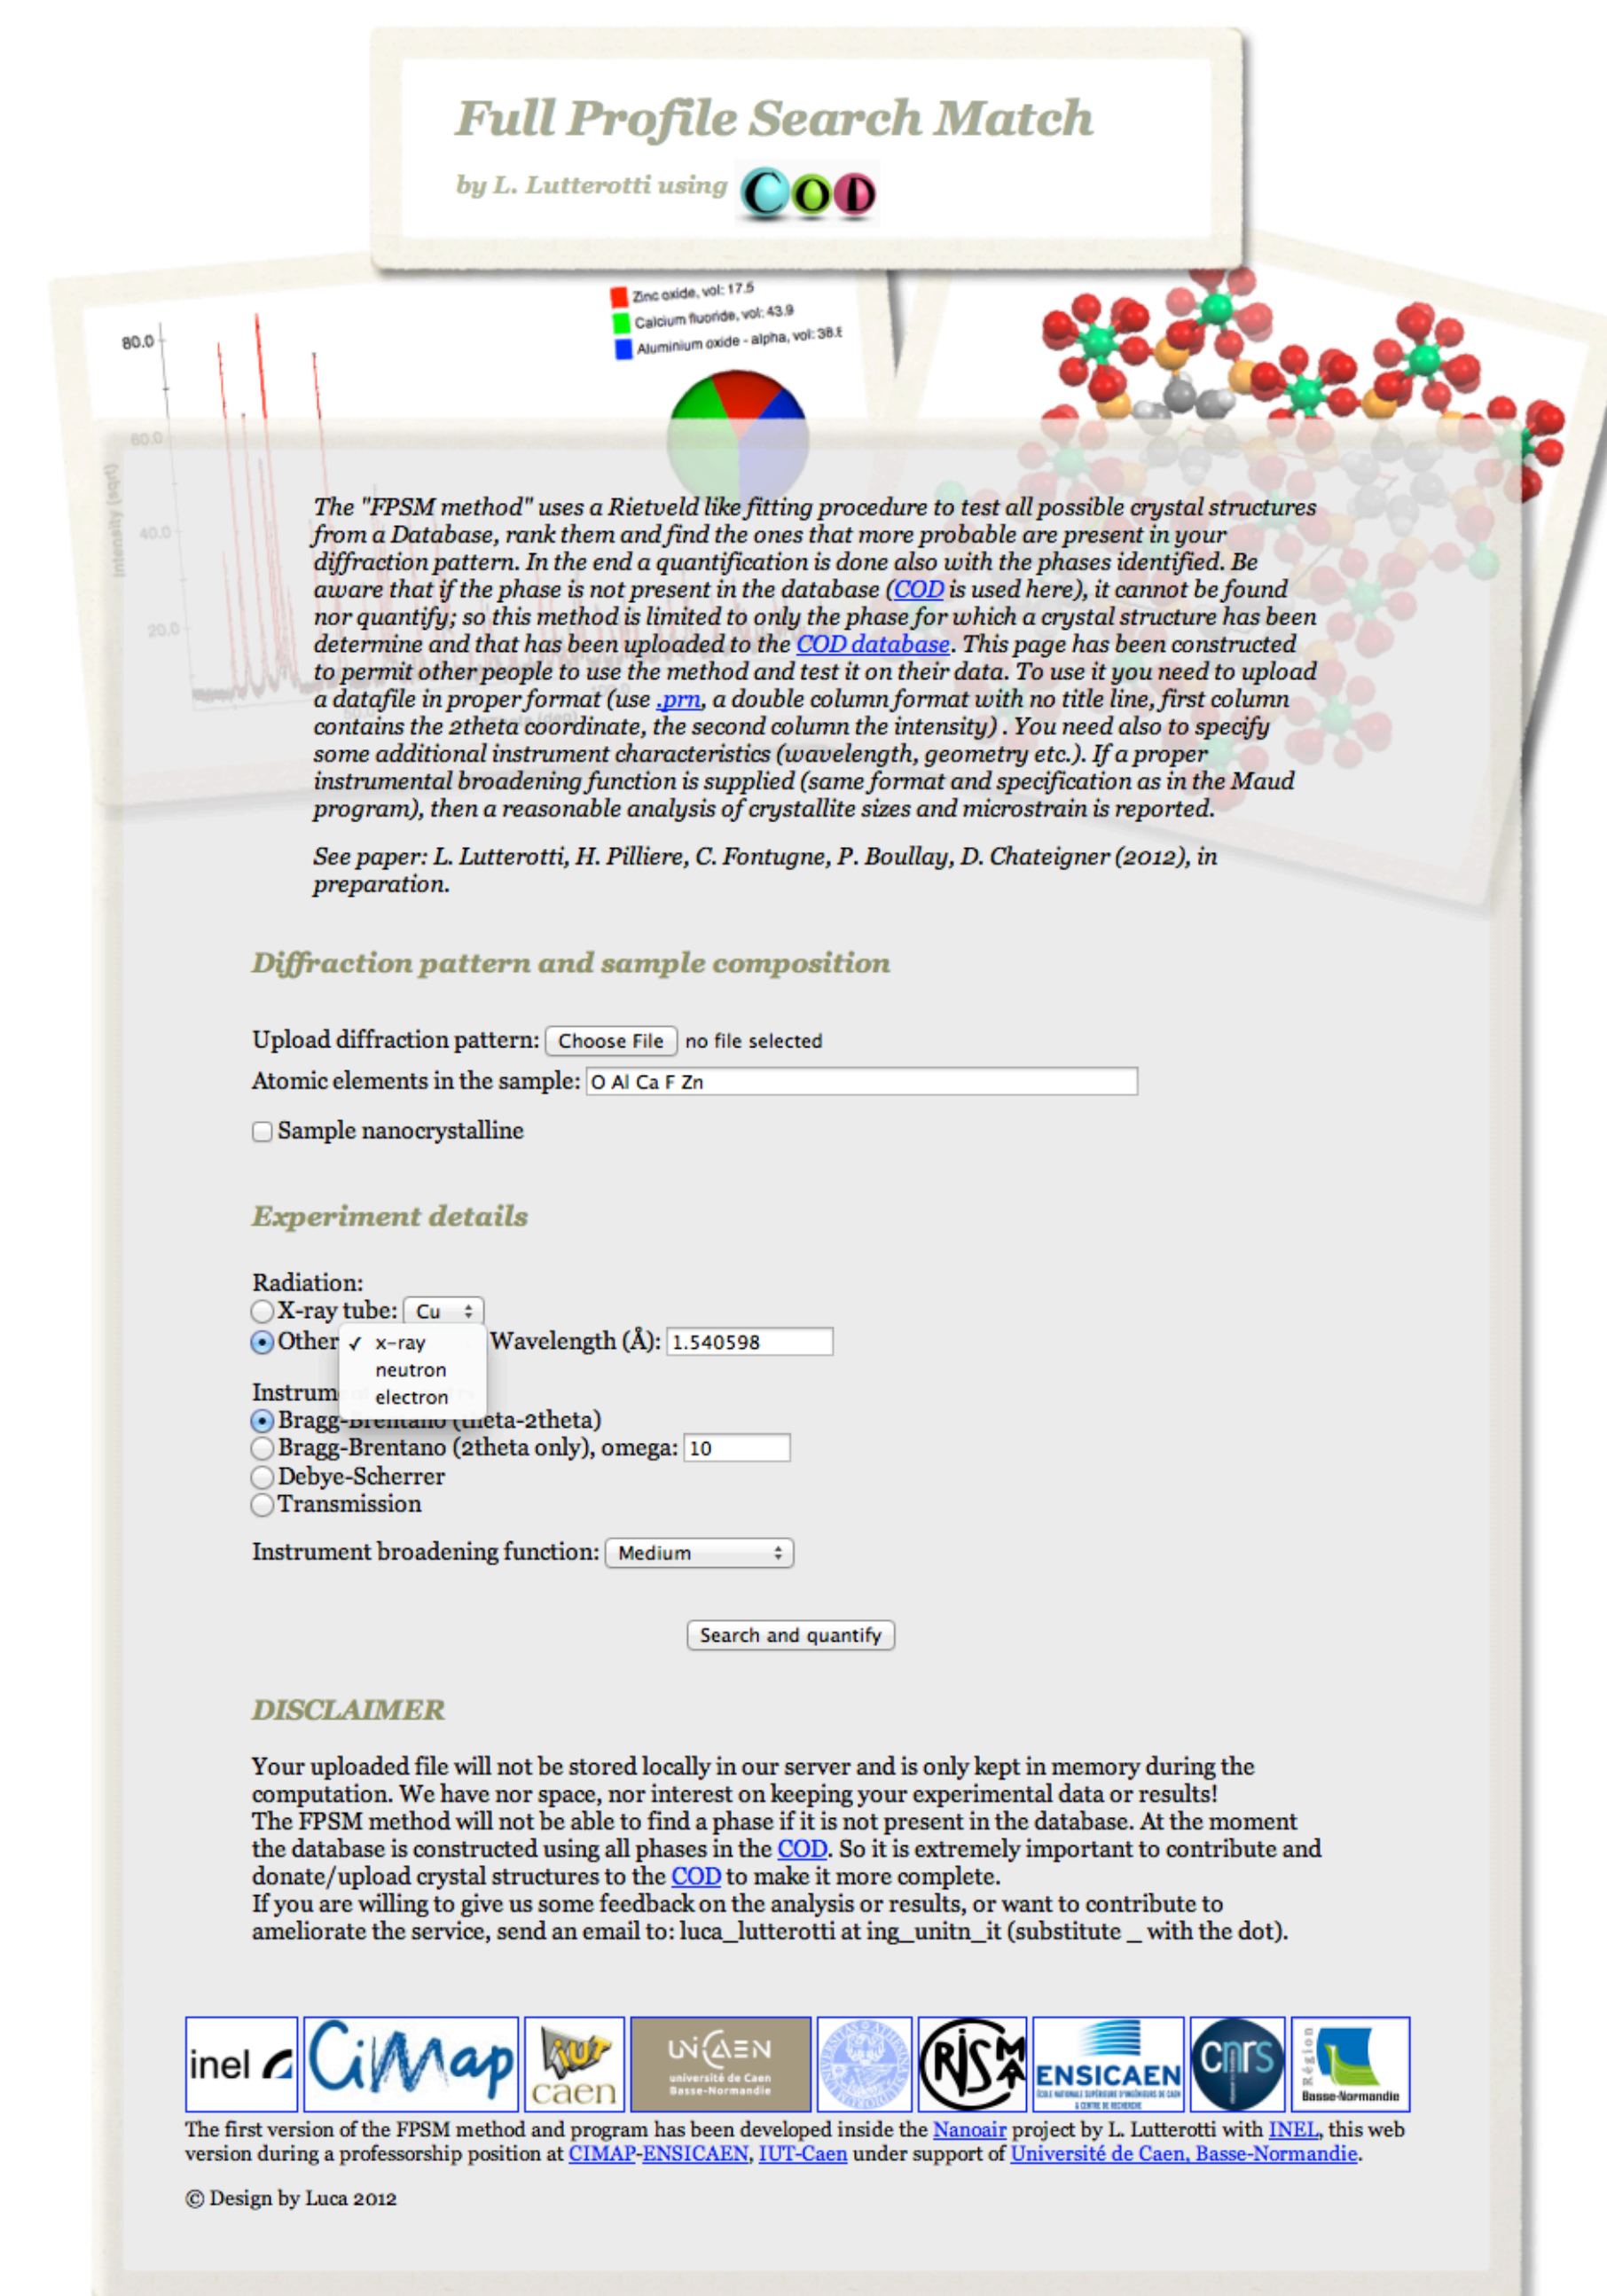 Full Profile Search Match
by L. Lutterotti using COD
Zinc oxide, vol: 17.5
Calcium fluoride, vol: 43.9
Aluminium oxide - alpha, vol: 38.
80.0
60.0
40.0
20.0
Intensity (sqrt)
The "FPSM method" uses a Rietveld like fitting procedure to test all possible crystal structures
from a Database, rank them and find the ones that more probable are present in your
diffraction pattern. In the end a quantification is done also with the phases identified. Be
aware that if the phase is not present in the database (COD is used here), it cannot be found
nor quantify; so this method is limited to only the phase for which a crystal structure has been
determine and that has been uploaded to the COD database. This page has been constructed
to permit other people to use the method and test it on their data. To use it you need to upload
a datafile in proper format (use .prn, a double column format with no title line, first column
contains the 2theta coordinate, the second column the intensity) . You need also to specify
some additional instrument characteristics (wavelength, geometry etc.). If a proper
instrumental broadening function is supplied (same format and specification as in the Maud
program), then a reasonable analysis of crystallite sizes and microstrain is reported.
See paper: L. Lutterotti, H. Pilliere, C. Fontugne, P. Boullay, D. Chateigner (2012), in
preparation.
Diffraction pattern and sample composition
Upload diffraction pattern: Choose File no file selected
Atomic elements in the sample: O Al Ca F Zn
Sample nanocrystalline
Experiment details
Radiation:
X-ray tube: Cu
Other ✓ x-ray Wavelength (Å): 1.540598
neutron
Instrum electron
Bragg-Brentano (theta-2theta)
Bragg-Brentano (2theta only), omega: 10
Debye-Scherrer
Transmission
Instrument broadening function: Medium
Search and quantify
DISCLAIMER
Your uploaded file will not be stored locally in our server and is only kept in memory during the
computation. We have nor space, nor interest on keeping your experimental data or results!
The FPSM method will not be able to find a phase if it is not present in the database. At the moment
the database is constructed using all phases in the COD. So it is extremely important to contribute and
donate/upload crystal structures to the COD to make it more complete.
If you are willing to give us some feedback on the analysis or results, or want to contribute to
ameliorate the service, send an email to: luca_lutterotti at ing_unitn_it (substitute _ with the dot).
inel CiMap IUT caen UNICAEN université de Caen Basse-Normandie CRISMAT ENSICAEN ÉCOLE NATIONALE SUPÉRIEURE D'INGÉNIEURS DE CAEN & CENTRE DE RECHERCHE cnrs Région Basse-Normandie
The first version of the FPSM method and program has been developed inside the Nanoair project by L. Lutterotti with INEL, this web
version during a professorship position at CIMAP-ENSICAEN, IUT-Caen under support of Université de Caen, Basse-Normandie.
© Design by Luca 2012